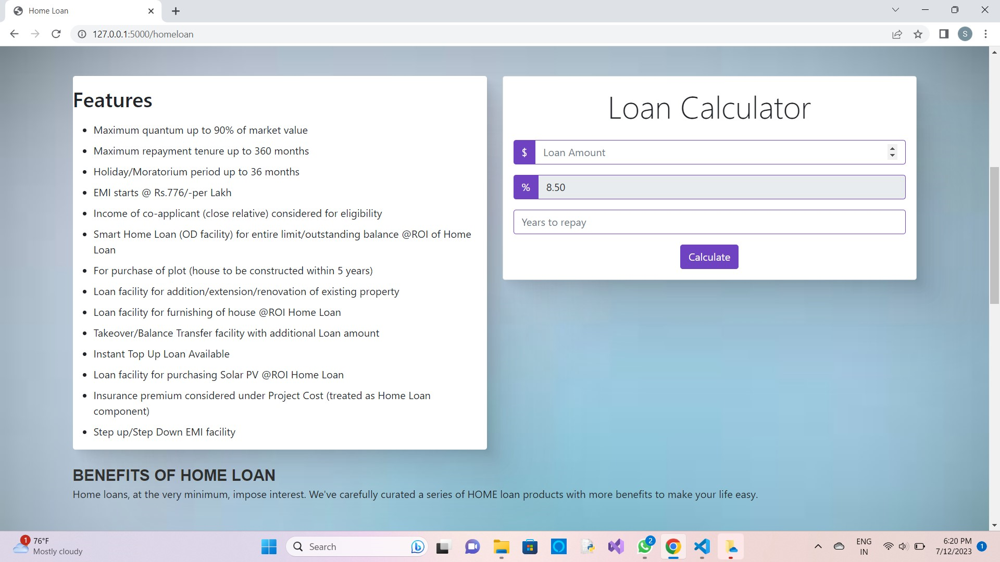 Home Loan
127.0.0.1:5000/homeloan
S
Features
Maximum quantum up to 90% of market value
Maximum repayment tenure up to 360 months
Holiday/Moratorium period up to 36 months
EMI starts @ Rs.776/-per Lakh
Income of co-applicant (close relative) considered for eligibility
Smart Home Loan (OD facility) for entire limit/outstanding balance @ROI of Home
Loan
For purchase of plot (house to be constructed within 5 years)
Loan facility for addition/extension/renovation of existing property
Loan facility for furnishing of house @ROI Home Loan
Takeover/Balance Transfer facility with additional Loan amount
Instant Top Up Loan Available
Loan facility for purchasing Solar PV @ROI Home Loan
Insurance premium considered under Project Cost (treated as Home Loan
component)
Step up/Step Down EMI facility
Loan Calculator
$ Loan Amount
% 8.50
Years to repay
Calculate
BENEFITS OF HOME LOAN
Home loans, at the very minimum, impose interest. We've carefully curated a series of HOME loan products with more benefits to make your life easy.
1
76°F
Mostly cloudy
Search
2
ENG
IN
6:20 PM
7/12/2023
1